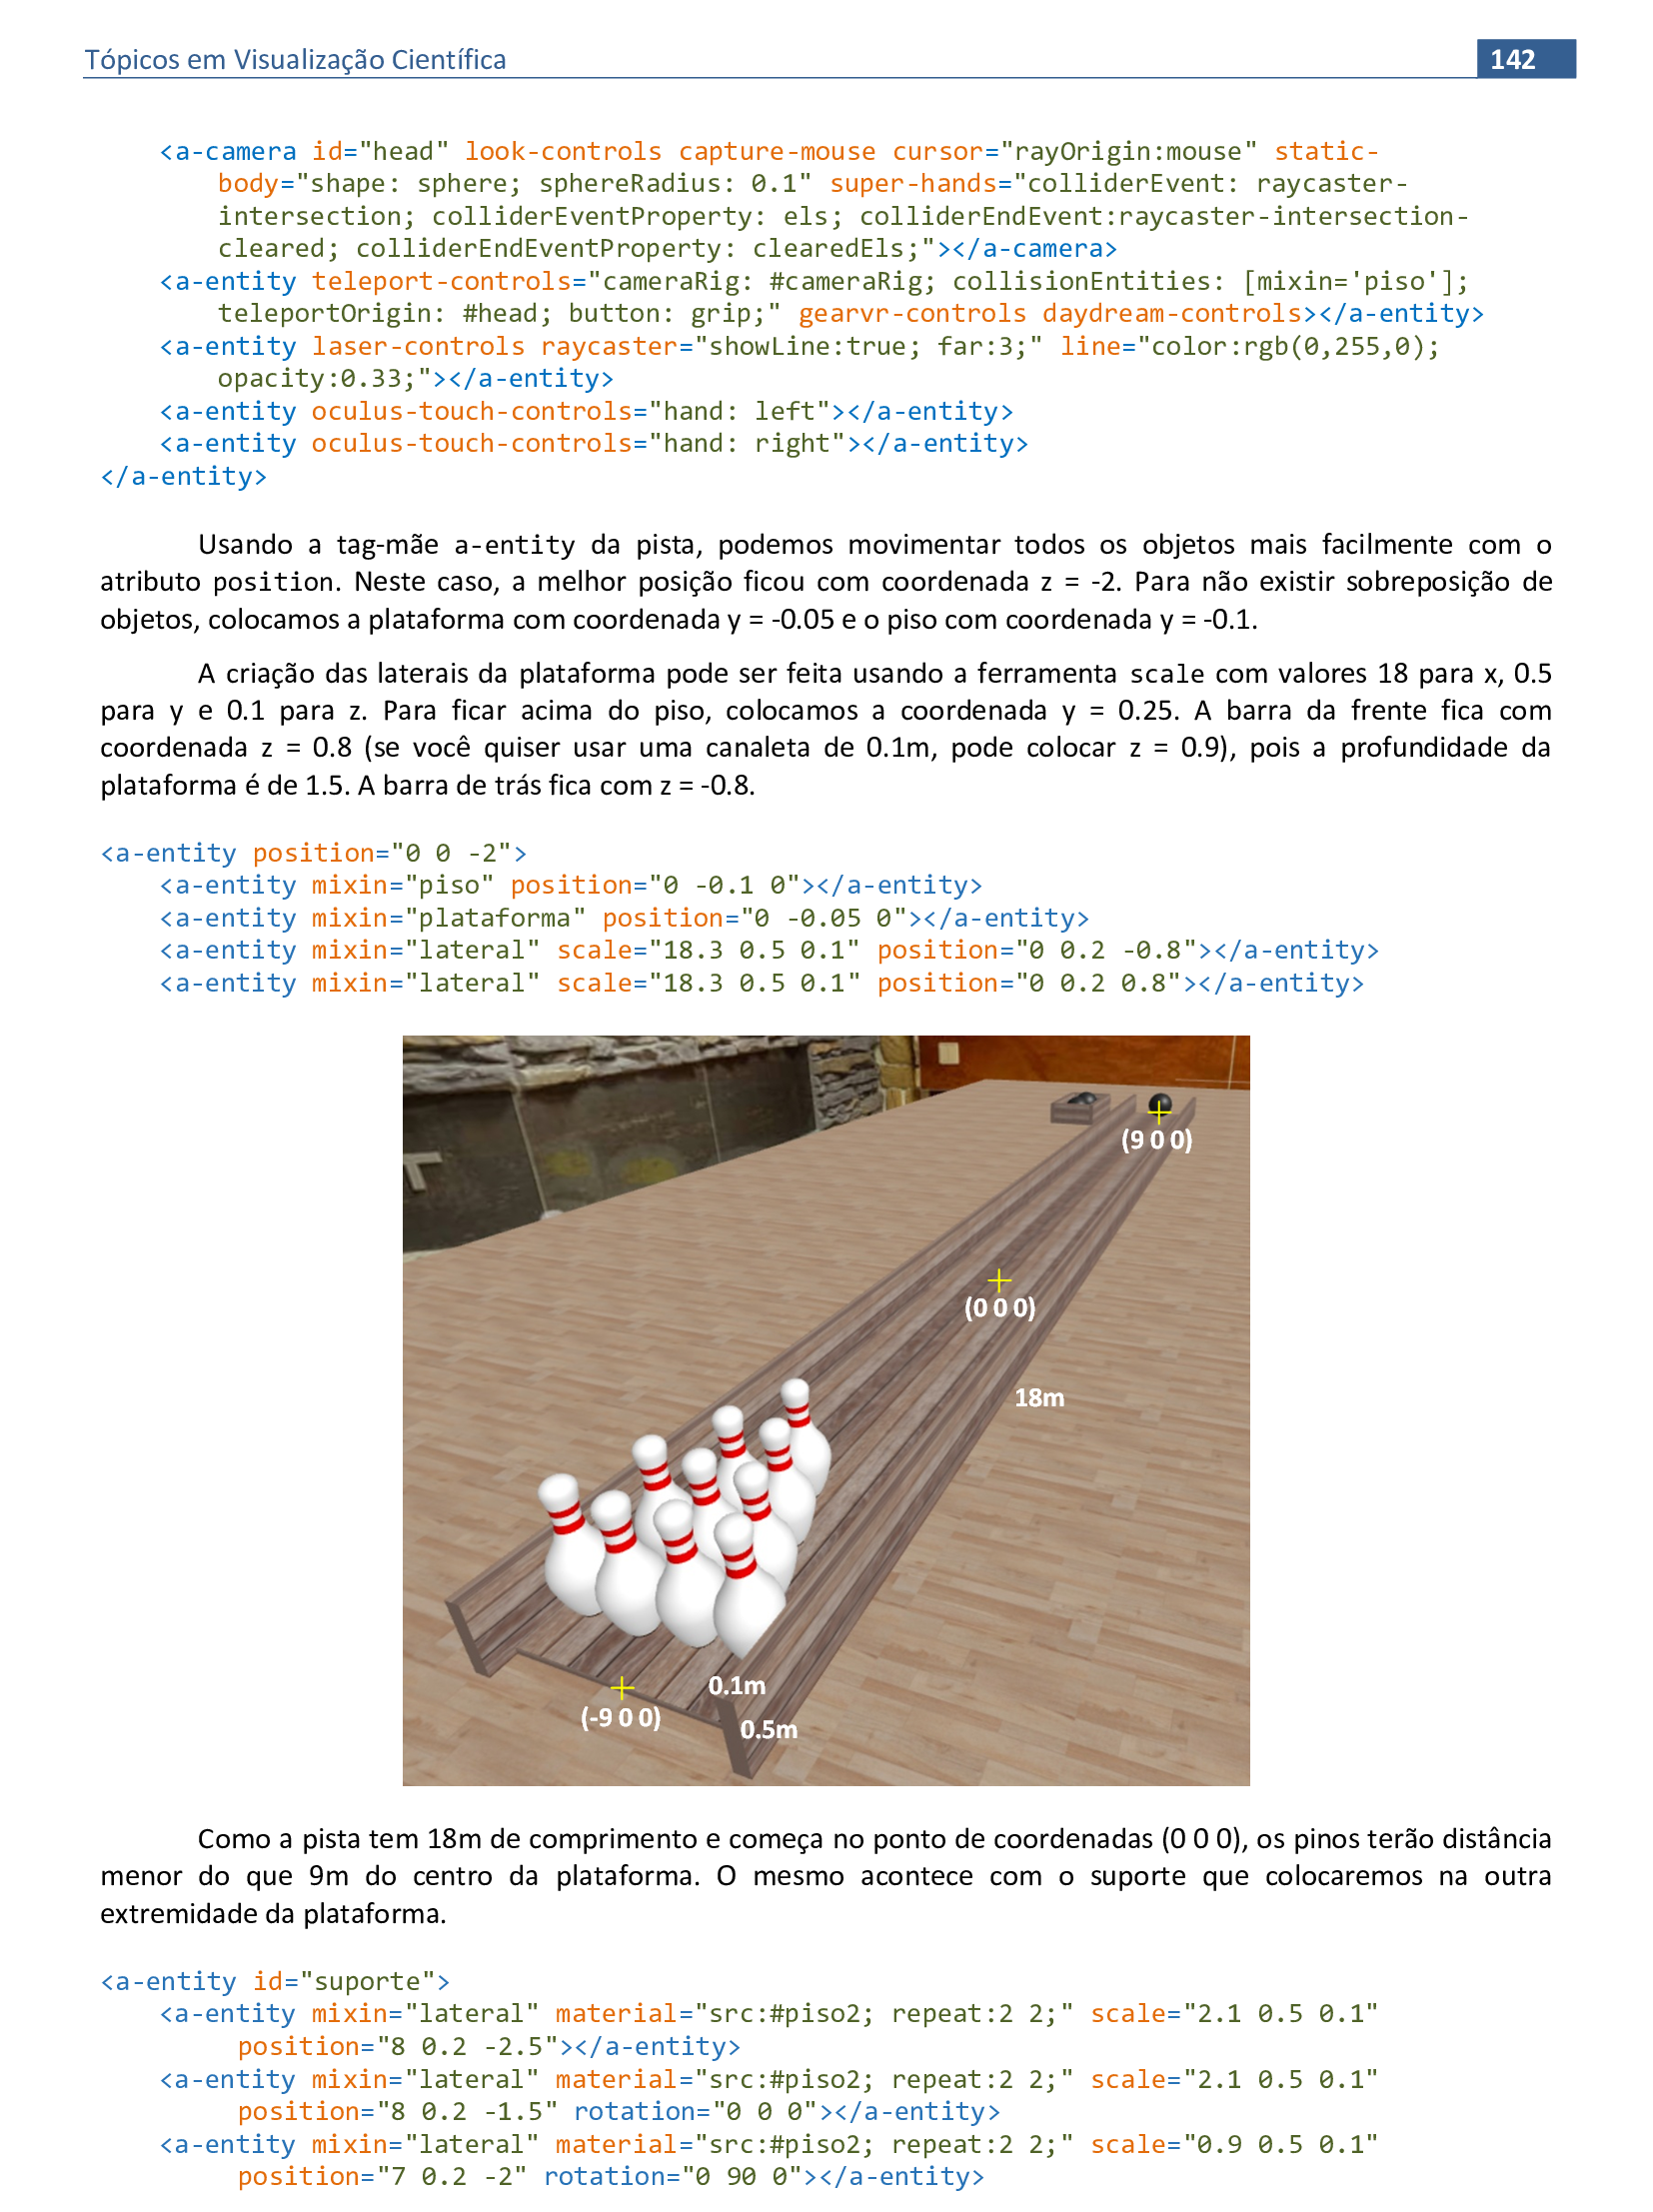 Tópicos em Visualização Científica
142
<a-camera id="head" look-controls capture-mouse cursor="rayOrigin:mouse" static-
body="shape: sphere; sphereRadius: 0.1" super-hands="colliderEvent: raycaster-
intersection; colliderEventProperty: els; colliderEndEvent:raycaster-intersection-
cleared; colliderEndEventProperty: clearedEls;"></a-camera>
<a-entity teleport-controls="cameraRig: #cameraRig; collisionEntities: [mixin='piso'];
teleportOrigin: #head; button: grip;" gearvr-controls daydream-controls></a-entity>
<a-entity laser-controls raycaster="showLine:true; far:3;" line="color:rgb(0,255,0);
opacity:0.33;"></a-entity>
<a-entity oculus-touch-controls="hand: left"></a-entity>
<a-entity oculus-touch-controls="hand: right"></a-entity>
</a-entity>
Usando a tag-mãe a-entity da pista, podemos movimentar todos os objetos mais facilmente com o
atributo position. Neste caso, a melhor posição ficou com coordenada z = -2. Para não existir sobreposição de
objetos, colocamos a plataforma com coordenada y = -0.05 e o piso com coordenada y = -0.1.
A criação das laterais da plataforma pode ser feita usando a ferramenta scale com valores 18 para x, 0.5
para y e 0.1 para z. Para ficar acima do piso, colocamos a coordenada y = 0.25. A barra da frente fica com
coordenada z = 0.8 (se você quiser usar uma canaleta de 0.1m, pode colocar z = 0.9), pois a profundidade da
plataforma é de 1.5. A barra de trás fica com z = -0.8.
<a-entity position="0 0 -2">
<a-entity mixin="piso" position="0 -0.1 0"></a-entity>
<a-entity mixin="plataforma" position="0 -0.05 0"></a-entity>
<a-entity mixin="lateral" scale="18.3 0.5 0.1" position="0 0.2 -0.8"></a-entity>
<a-entity mixin="lateral" scale="18.3 0.5 0.1" position="0 0.2 0.8"></a-entity>
(9 0 0)
(0 0 0)
18m
0.1m
(-9 0 0)
0.5m
Como a pista tem 18m de comprimento e começa no ponto de coordenadas (0 0 0), os pinos terão distância
menor do que 9m do centro da plataforma. O mesmo acontece com o suporte que colocaremos na outra
extremidade da plataforma.
<a-entity id="suporte">
<a-entity mixin="lateral" material="src:#piso2; repeat:2 2;" scale="2.1 0.5 0.1"
position="8 0.2 -2.5"></a-entity>
<a-entity mixin="lateral" material="src:#piso2; repeat:2 2;" scale="2.1 0.5 0.1"
position="8 0.2 -1.5" rotation="0 0 0"></a-entity>
<a-entity mixin="lateral" material="src:#piso2; repeat:2 2;" scale="0.9 0.5 0.1"
position="7 0.2 -2" rotation="0 90 0"></a-entity>